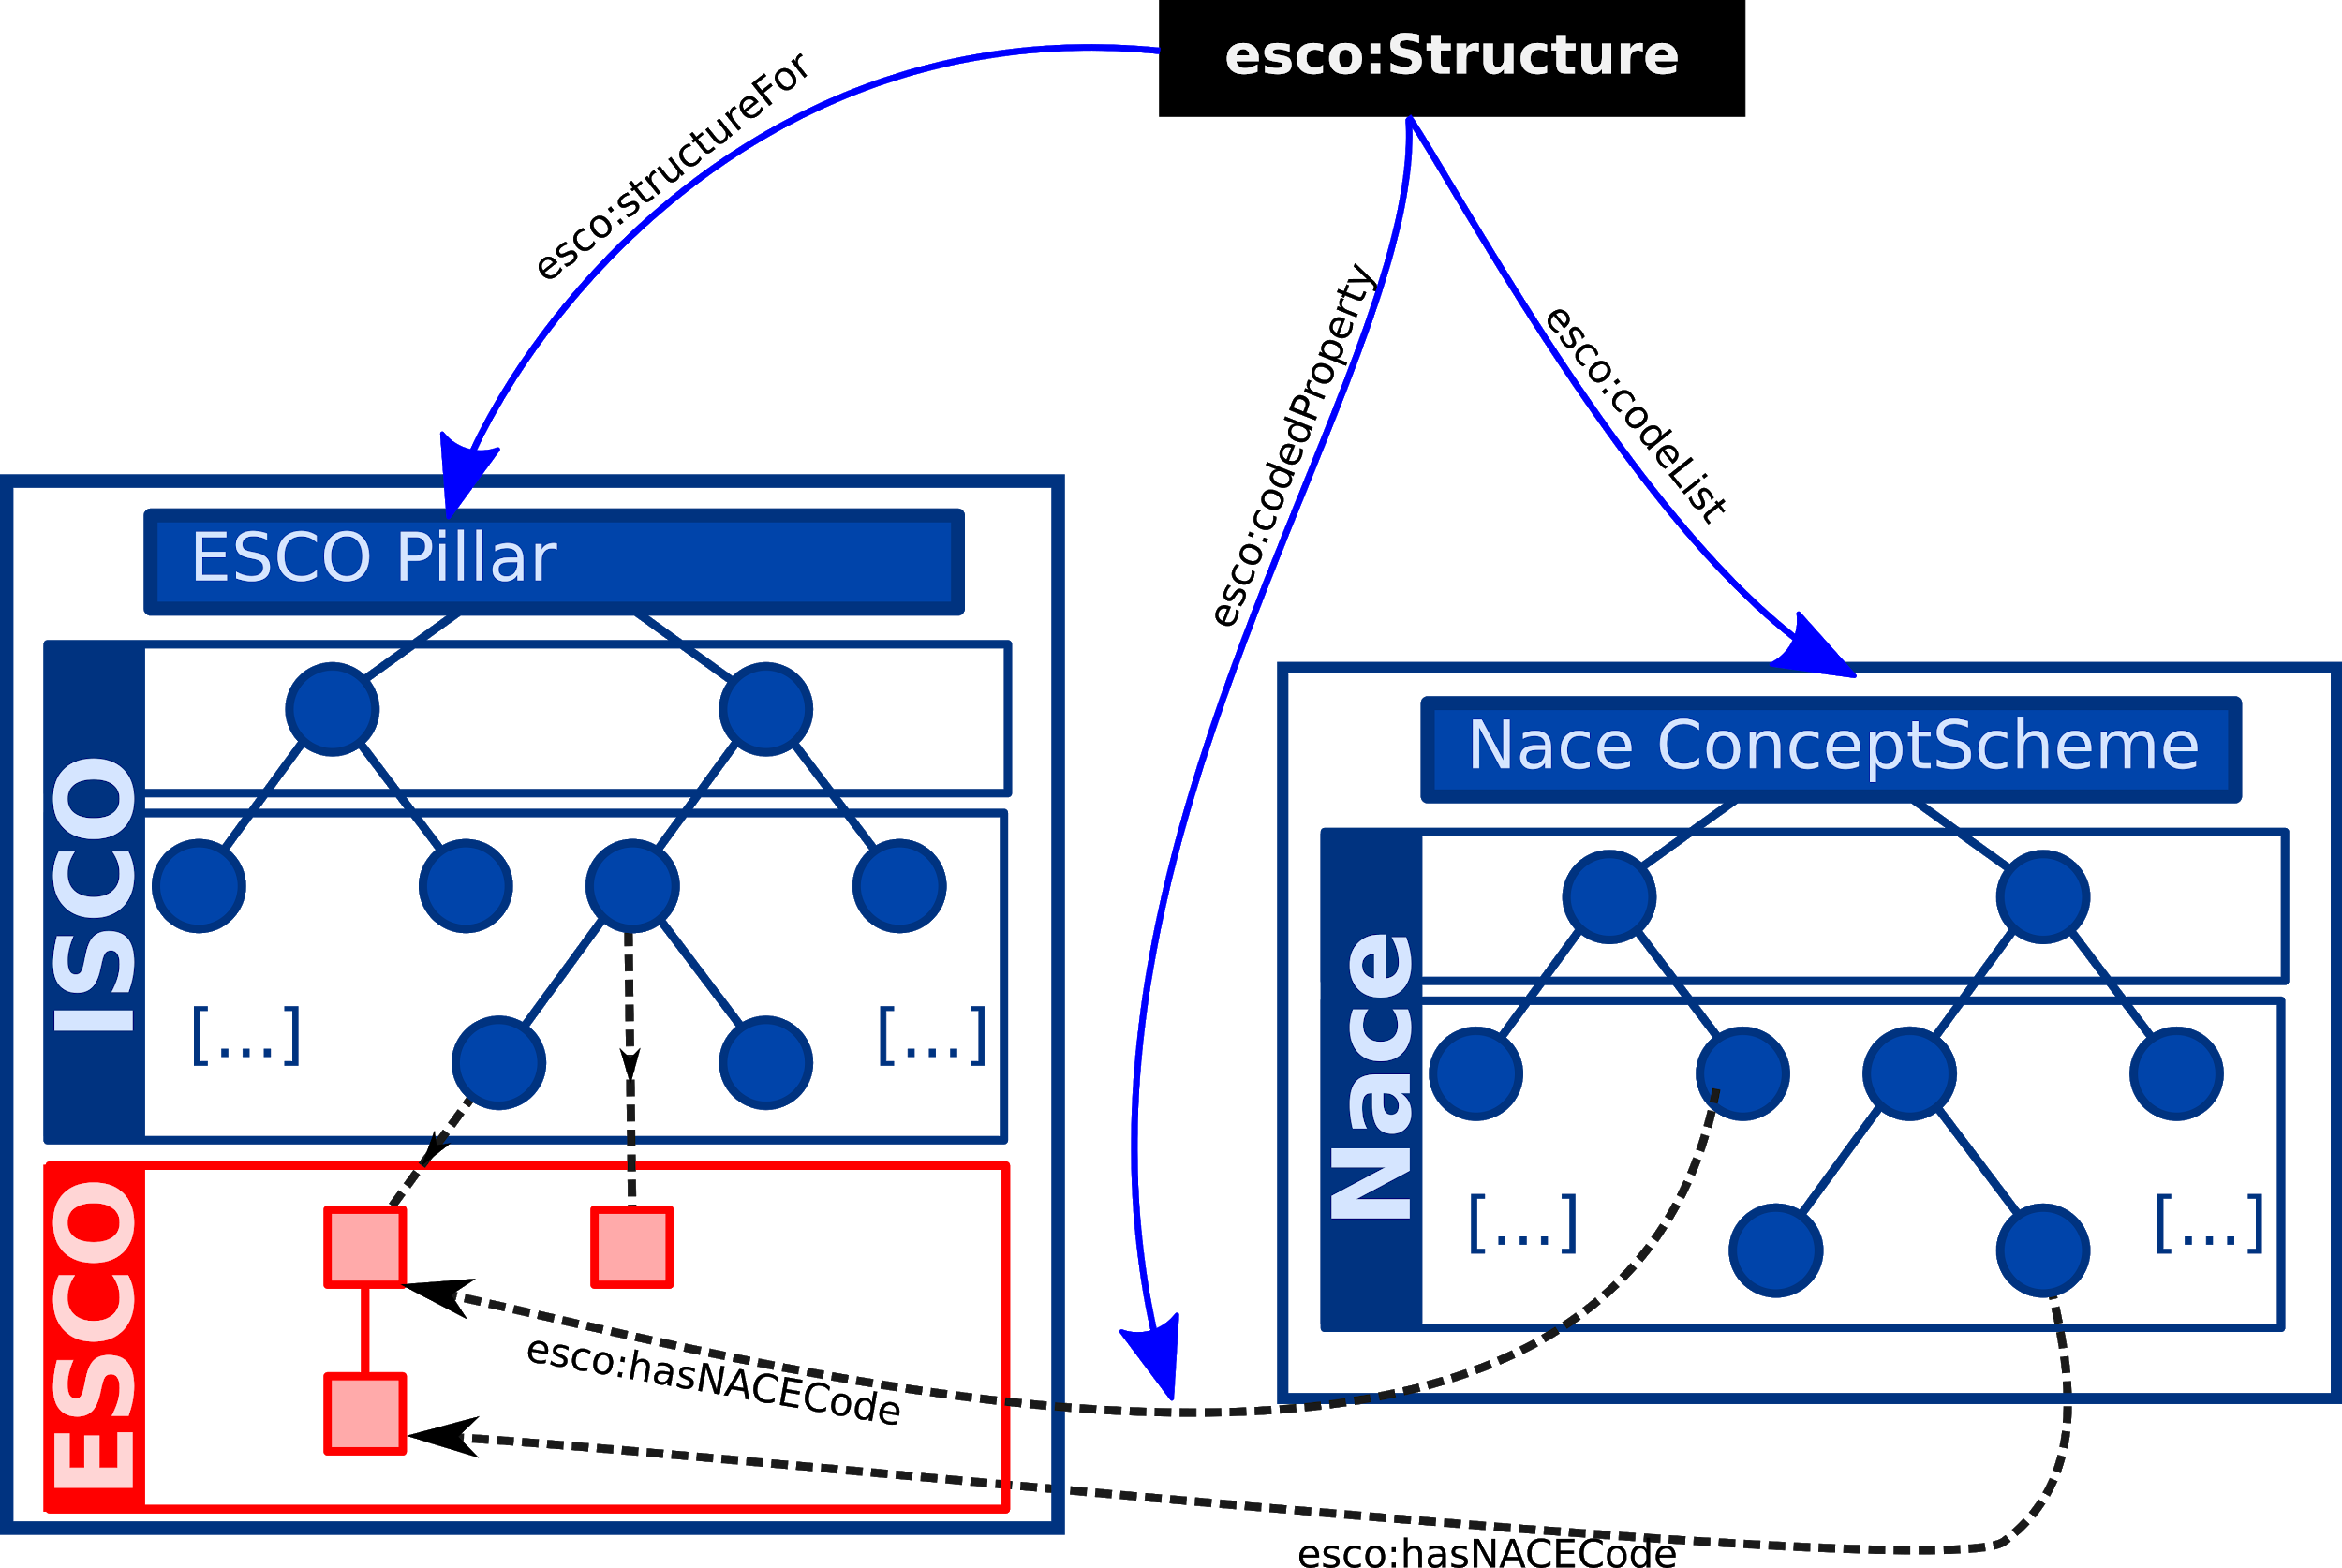 esco:Structure
esco:structureFor
esco:codedProperty
esco:codeList
ESCO Pillar
ISCO
[...]
[...]
ESCO
Nace ConceptScheme
Nace
[...]
[...]
esco:hasNACECode
esco:hasNACECode